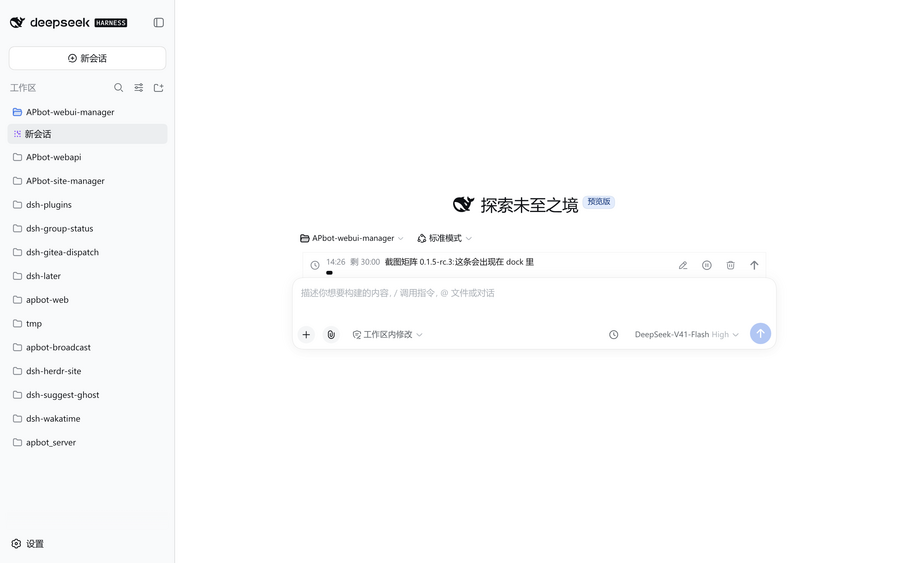 deepseek HARNESS
新会话
工作区
APbot-webui-manager
新会话
APbot-webapi
APbot-site-manager
dsh-plugins
dsh-group-status
dsh-gitea-dispatch
dsh-later
apbot-web
tmp
apbot-broadcast
dsh-herdr-site
dsh-suggest-ghost
dsh-wakatime
apbot_server
设置
探索未至之境 预览版
APbot-webui-manager 标准模式
14:26 剩 30:00 截图矩阵 0.1.5-rc.3:这条会出现在 dock 里
描述你想要构建的内容, / 调用指令, @ 文件或对话
工作区内修改 DeepSeek-V41-Flash High